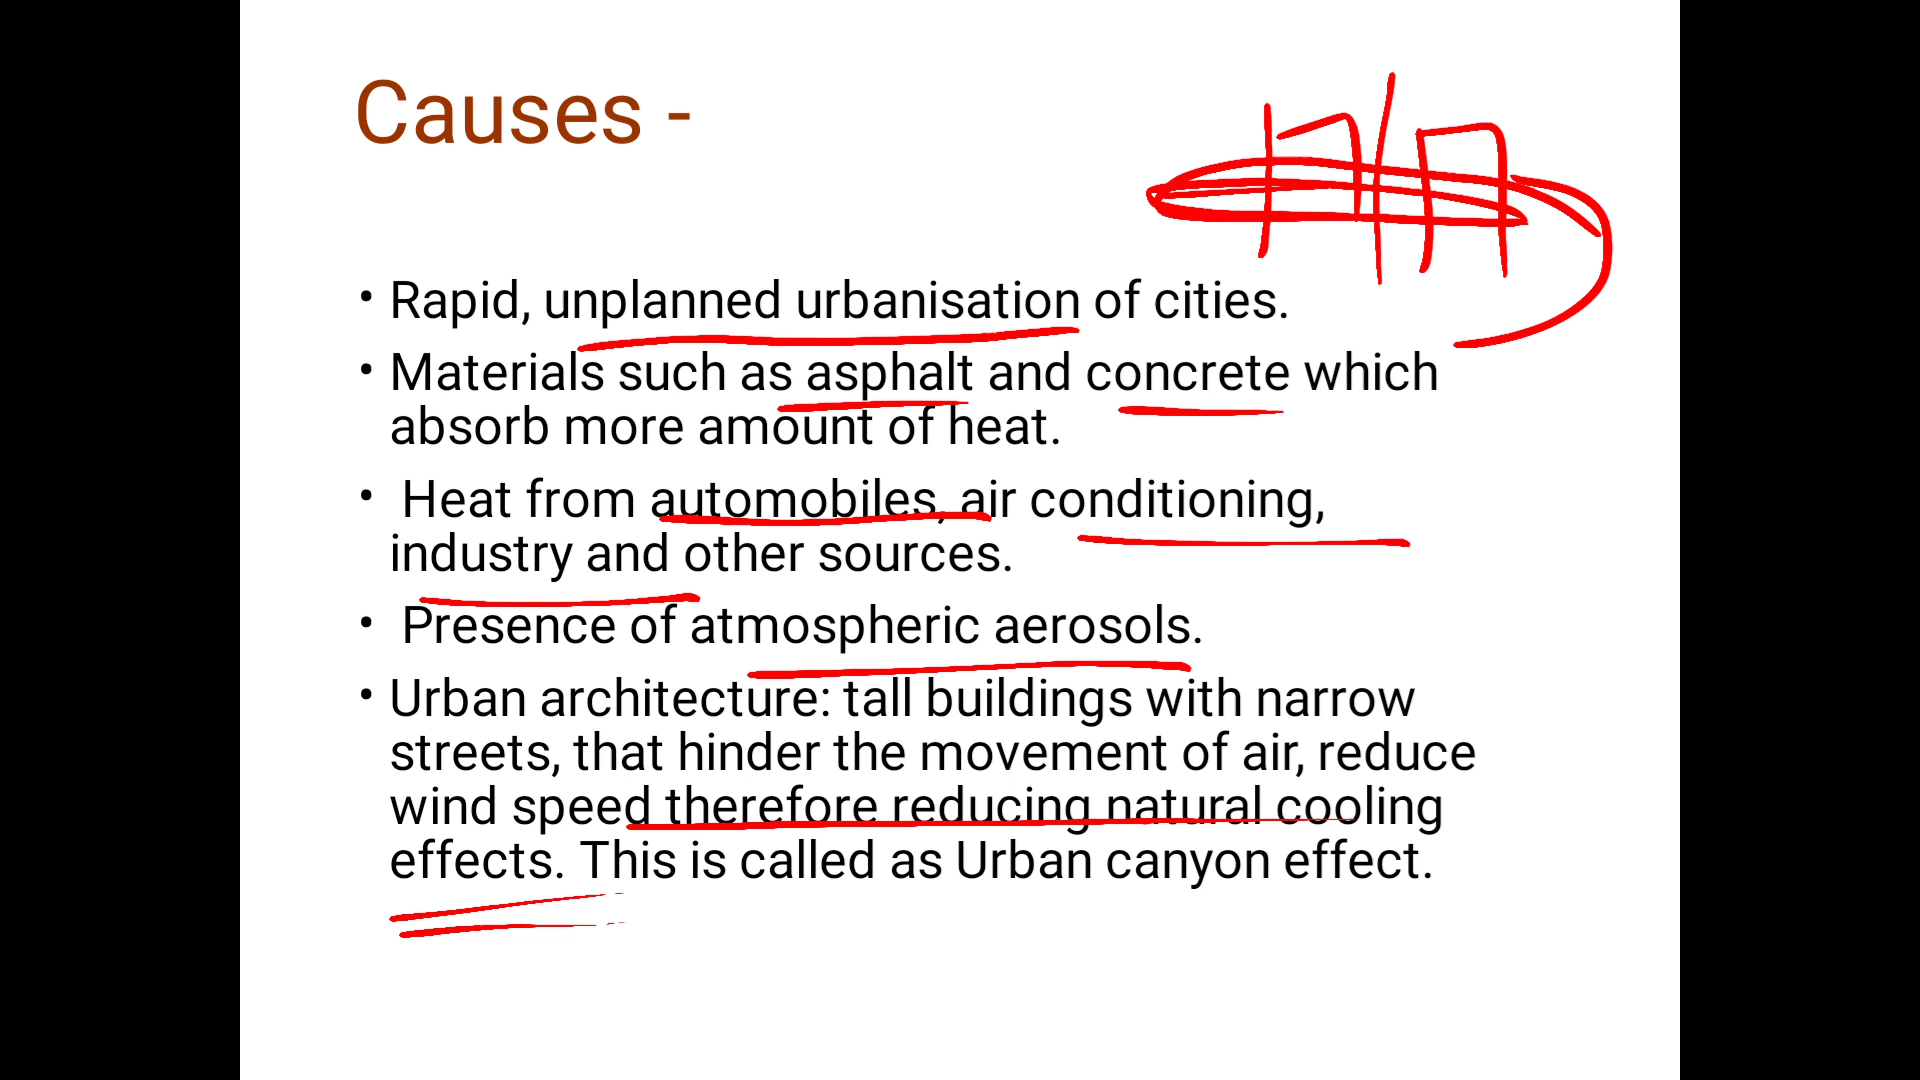 Causes -
• Rapid, unplanned urbanisation of cities.
• Materials such as asphalt and concrete which
absorb more amount of heat.
• Heat from automobiles, air conditioning,
industry and other sources.
• Presence of atmospheric aerosols.
• Urban architecture: tall buildings with narrow
streets, that hinder the movement of air, reduce
wind speed therefore reducing natural cooling
effects. This is called as Urban canyon effect.